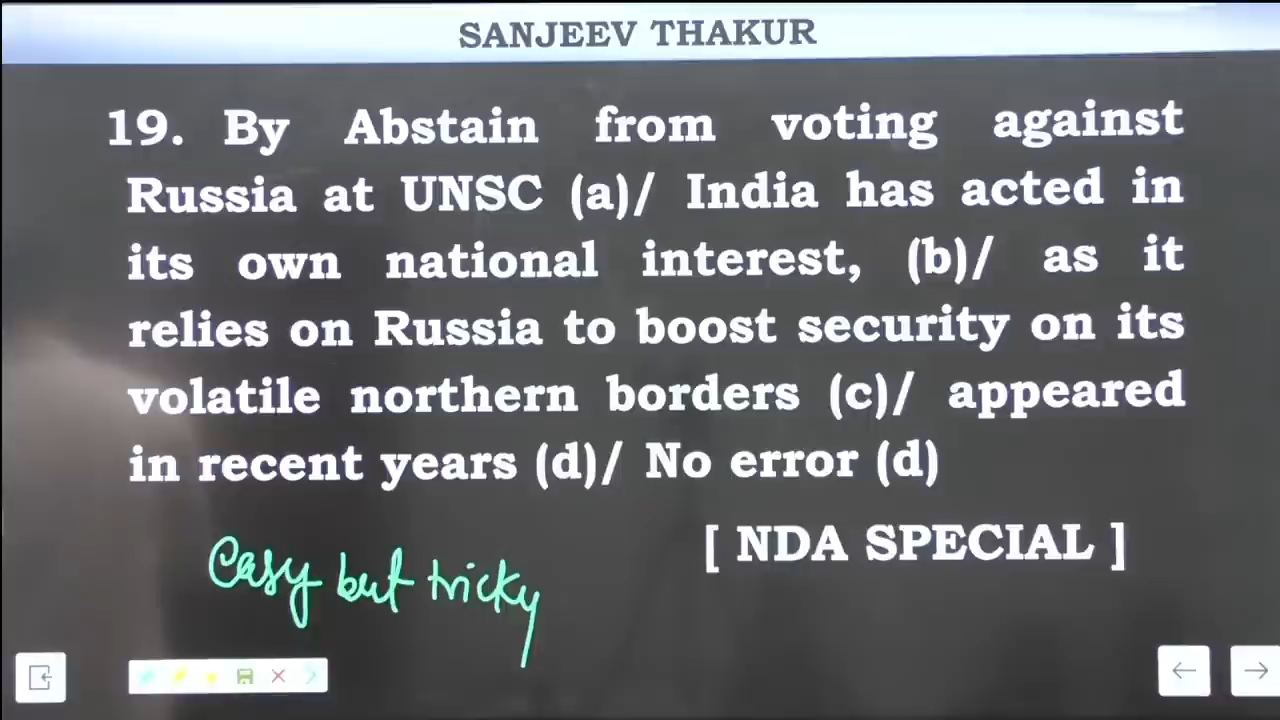 SANJEEV THAKUR
19. By Abstain from voting against
Russia at UNSC (a)/ India has acted in
its own national interest, (b)/ as it
relies on Russia to boost security on its
volatile northern borders (c)/ appeared
in recent years (d)/ No error (d)
[ NDA SPECIAL ]
easy but tricky